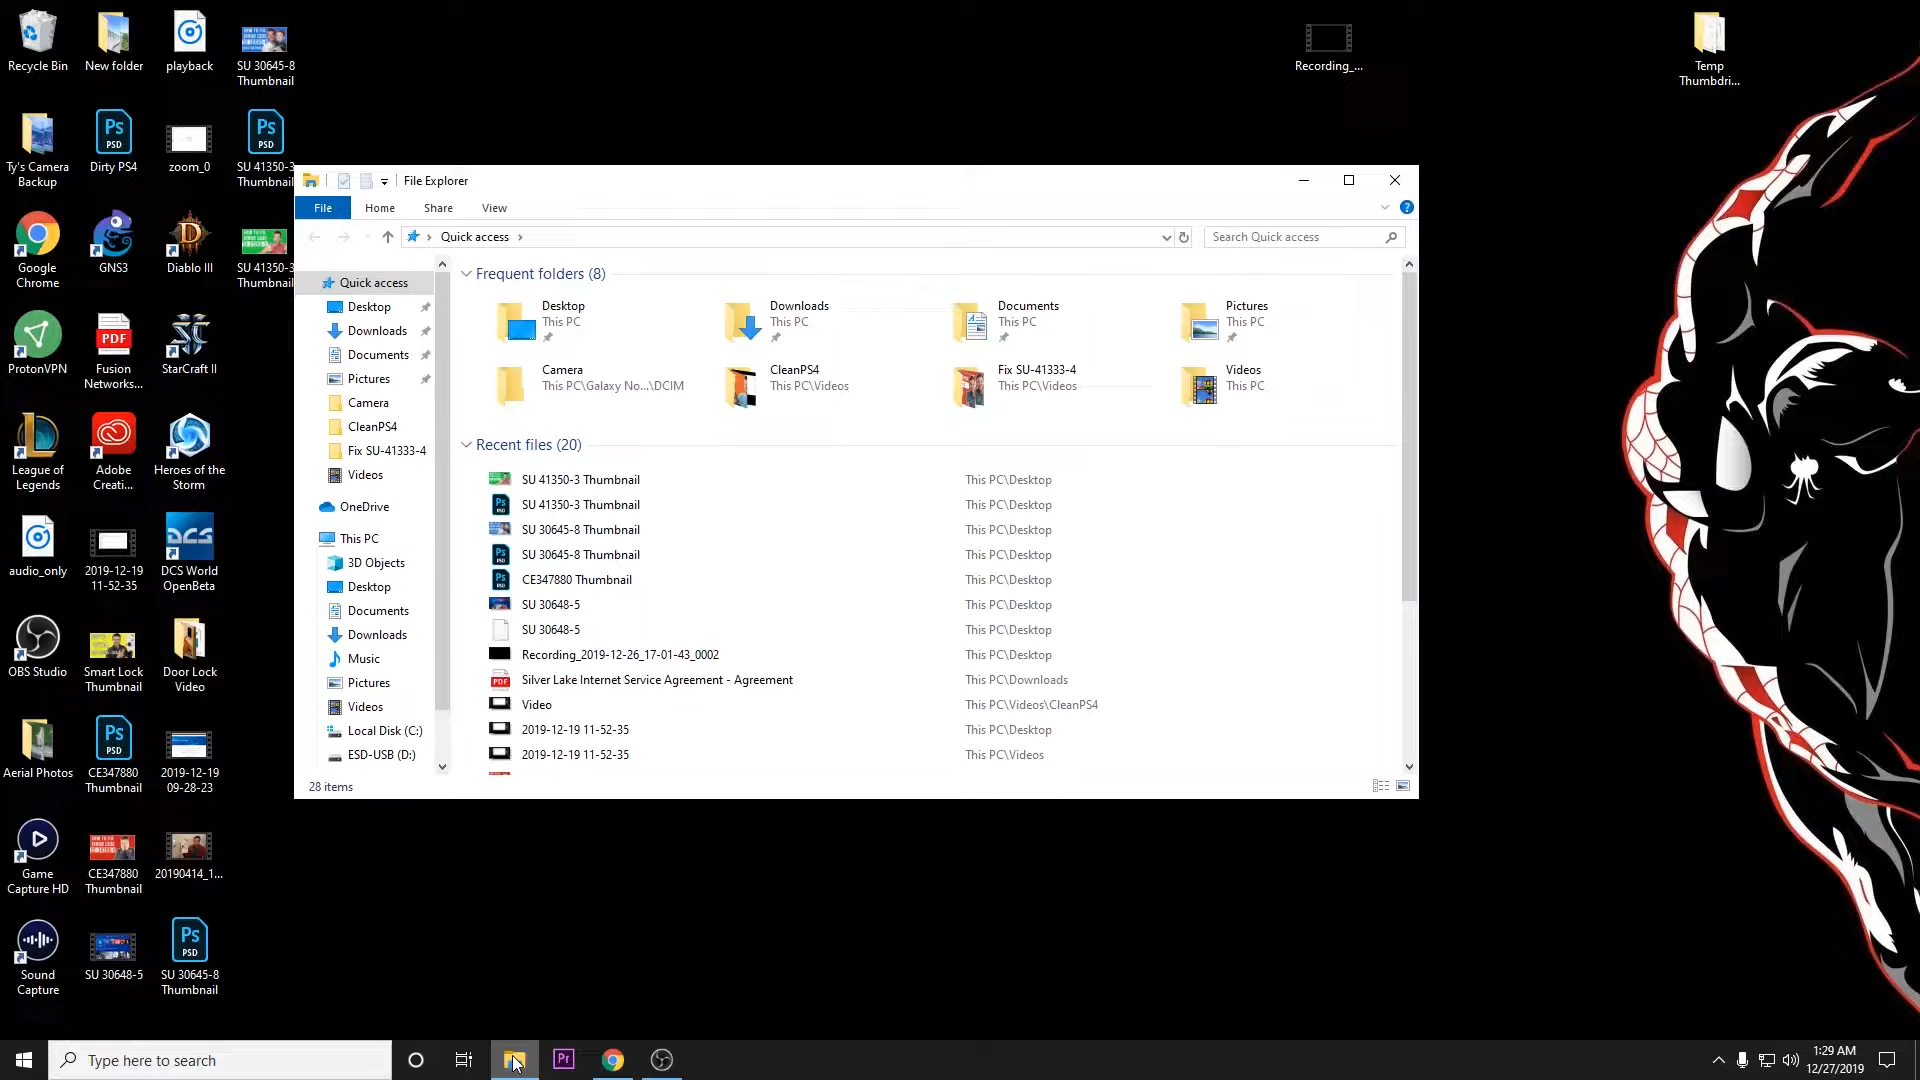 Recycle Bin
New folder
playback
SU 30645-8
Thumbnail
Recording_...
Temp
Thumbdri...
Ty's Camera
Backup
Ps
PSD
Dirty PS4
zoom_0
Ps
PSD
SU 41350-3
Thumbnail
Google
Chrome
GNS3
Diablo III
SU 41350-3
Thumbnail
ProtonVPN
PDF
Fusion
Networks...
StarCraft II
League of
Legends
Adobe
Creati...
Heroes of the
Storm
audio_only
2019-12-19
11-52-35
DCS
DCS World
OpenBeta
OBS Studio
Smart Lock
Thumbnail
Door Lock
Video
Aerial Photos
Ps
PSD
CE347880
Thumbnail
2019-12-19
09-28-23
Game
Capture HD
CE347880
Thumbnail
20190414_1...
Sound
Capture
SU 30648-5
Ps
PSD
SU 30645-8
Thumbnail
File Explorer
File
Home
Share
View
Quick access
Search Quick access
Quick access
Desktop
Downloads
Documents
Pictures
Camera
CleanPS4
Fix SU-41333-4
Videos
OneDrive
This PC
3D Objects
Desktop
Documents
Downloads
Music
Pictures
Videos
Local Disk (C:)
ESD-USB (D:)
Frequent folders (8)
Desktop
This PC
Downloads
This PC
Documents
This PC
Pictures
This PC
Camera
This PC\Galaxy No...\DCIM
CleanPS4
This PC\Videos
Fix SU-41333-4
This PC\Videos
Videos
This PC
Recent files (20)
SU 41350-3 Thumbnail This PC\Desktop
SU 41350-3 Thumbnail This PC\Desktop
SU 30645-8 Thumbnail This PC\Desktop
SU 30645-8 Thumbnail This PC\Desktop
CE347880 Thumbnail This PC\Desktop
SU 30648-5 This PC\Desktop
SU 30648-5 This PC\Desktop
Recording_2019-12-26_17-01-43_0002 This PC\Desktop
Silver Lake Internet Service Agreement - Agreement This PC\Downloads
Video This PC\Videos\CleanPS4
2019-12-19 11-52-35 This PC\Desktop
2019-12-19 11-52-35 This PC\Videos
28 items
Type here to search
Pr
1:29 AM
12/27/2019